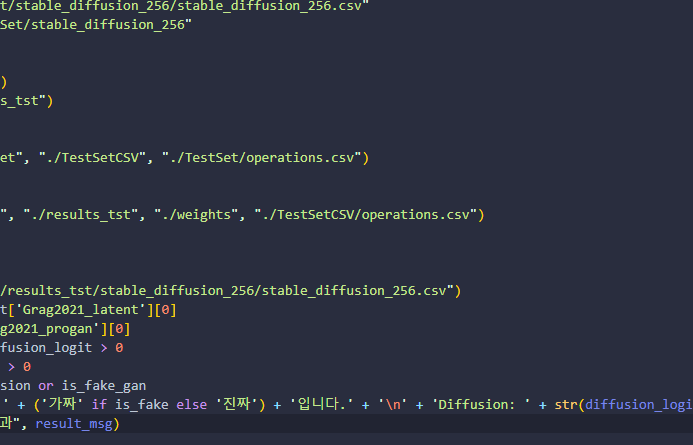 t/stable_diffusion_256/stable_diffusion_256.csv"
Set/stable_diffusion_256"
)
s_tst")
et", "./TestSetCSV", "./TestSet/operations.csv")
", "./results_tst", "./weights", "./TestSetCSV/operations.csv")
/results_tst/stable_diffusion_256/stable_diffusion_256.csv")
t['Grag2021_latent'][0]
g2021_progan'][0]
fusion_logit > 0
> 0
sion or is_fake_gan
' + ('가짜' if is_fake else '진짜') + '입니다.' + '\n' + 'Diffusion: ' + str(diffusion_logi
과", result_msg)